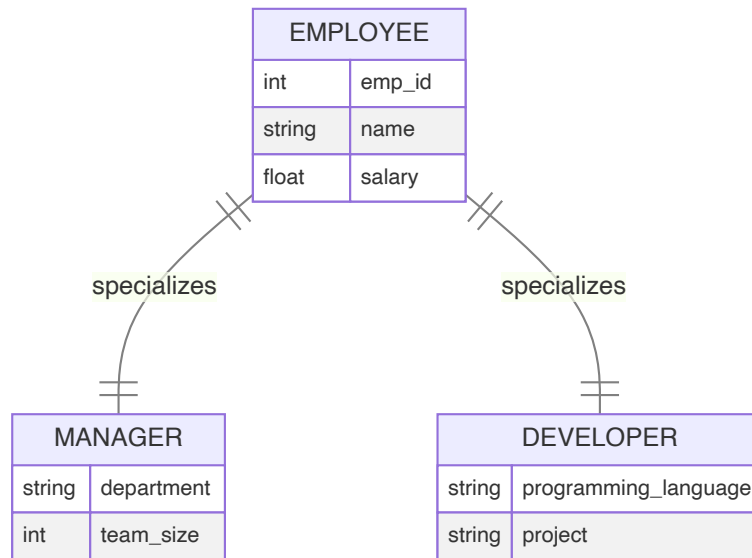 EMPLOYEE
int emp_id
string name
float salary
specializes specializes
MANAGER DEVELOPER
string department string programming_language
int team_size string project